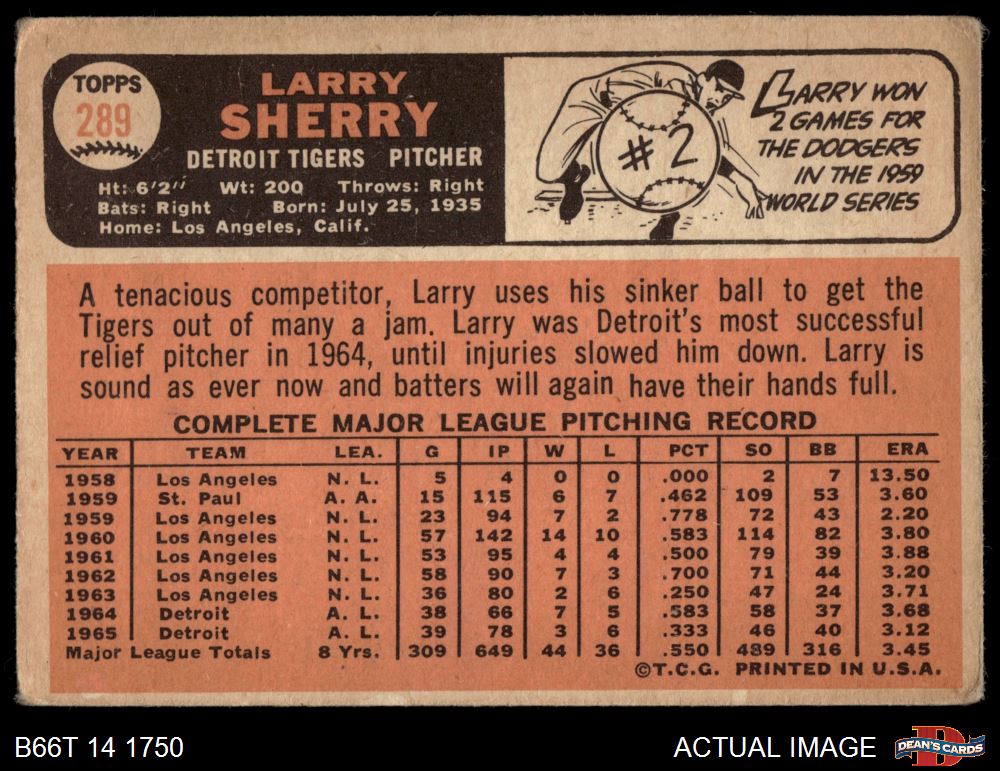 TOPPS
289
LARRY
SHERRY
DETROIT TIGERS PITCHER
Ht: 6'2" Wt: 200 Throws: Right
Bats: Right Born: July 25, 1935
Home: Los Angeles, Calif.
#2
LARRY WON
2 GAMES FOR
THE DODGERS
IN THE 1959
WORLD SERIES
A tenacious competitor, Larry uses his sinker ball to get the
Tigers out of many a jam. Larry was Detroit's most successful
relief pitcher in 1964, until injuries slowed him down. Larry is
sound as ever now and batters will again have their hands full.
COMPLETE MAJOR LEAGUE PITCHING RECORD
YEAR TEAM LEA. G IP W L PCT SO BB ERA
1958 Los Angeles N. L. 5 4 0 0 .000 2 7 13.50
1959 St. Paul A. A. 15 115 6 7 .462 109 53 3.60
1959 Los Angeles N. L. 23 94 7 2 .778 72 43 2.20
1960 Los Angeles N. L. 57 142 14 10 .583 114 82 3.80
1961 Los Angeles N. L. 53 95 4 4 .500 79 39 3.88
1962 Los Angeles N. L. 58 90 7 3 .700 71 44 3.20
1963 Los Angeles N. L. 36 80 2 6 .250 47 24 3.71
1964 Detroit A. L. 38 66 7 5 .583 58 37 3.68
1965 Detroit A. L. 39 78 3 6 .333 46 40 3.12
Major League Totals 8 Yrs. 309 649 44 36 .550 489 316 3.45
©T.C.G. PRINTED IN U.S.A.
B66T 14 1750
ACTUAL IMAGE
D
DEAN'S CARDS